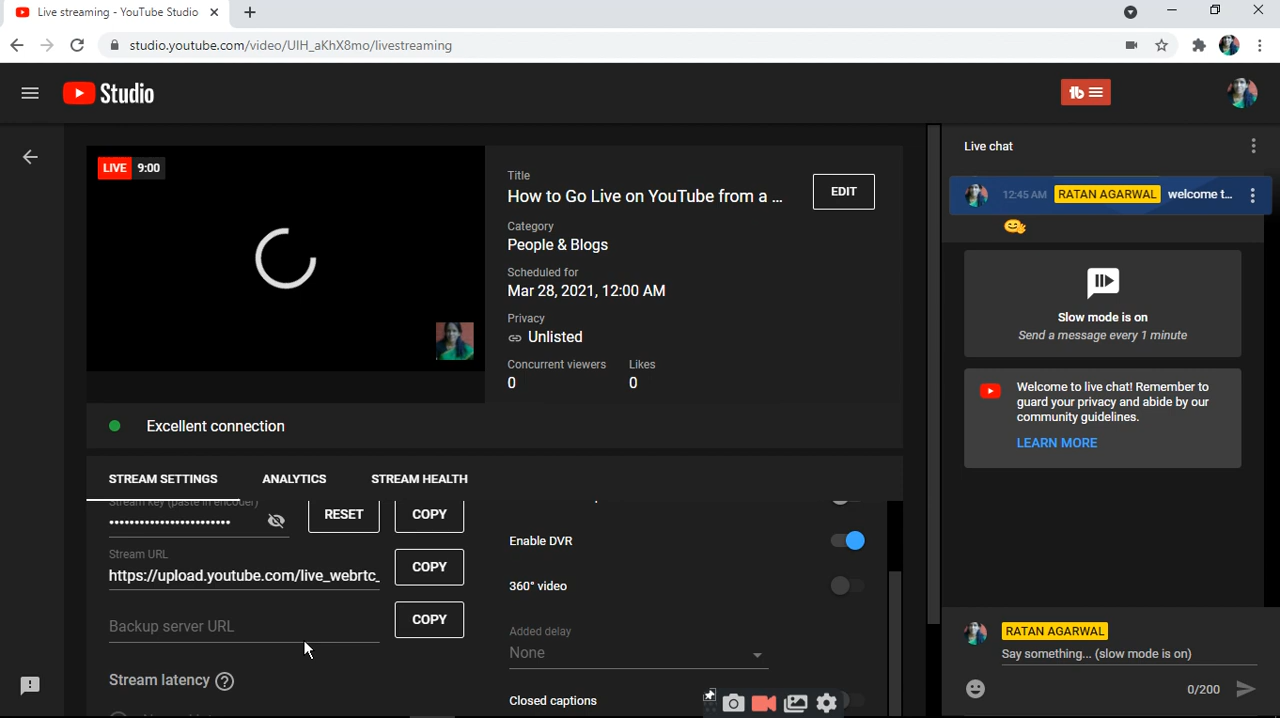 Live streaming - YouTube Studio
studio.youtube.com/video/UIH_aKhX8mo/livestreaming
Studio
LIVE 9:00
Title
How to Go Live on YouTube from a ...
EDIT
Category
People & Blogs
Scheduled for
Mar 28, 2021, 12:00 AM
Privacy
Unlisted
Concurrent viewers Likes
0 0
Excellent connection
STREAM SETTINGS ANALYTICS STREAM HEALTH
Stream key (paste in encoder)
RESET COPY
Stream URL
https://upload.youtube.com/live_webrtc_
COPY
Backup server URL
COPY
Stream latency
Enable DVR
360° video
Added delay
None
Closed captions
Live chat
12:45 AM RATAN AGARWAL welcome t...
Slow mode is on
Send a message every 1 minute
Welcome to live chat! Remember to
guard your privacy and abide by our
community guidelines.
LEARN MORE
RATAN AGARWAL
Say something... (slow mode is on)
0/200